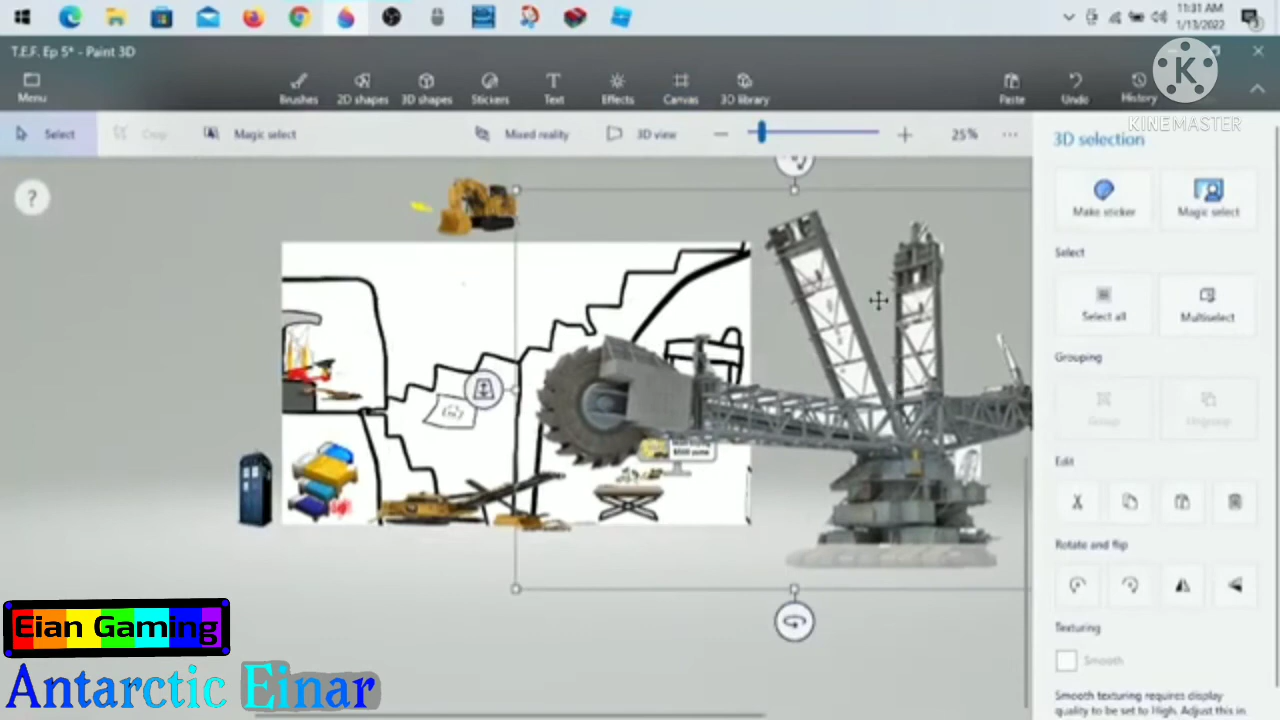 11:31 AM
1/13/2022
T.E.F. Ep 5* - Paint 3D
K
KINEMASTER
Menu
Brushes
2D shapes
3D shapes
Stickers
Text
Effects
Canvas
3D library
Paste
Undo
History
Select
Crop
Magic select
Mixed reality
3D view
25%
3D selection
?
Make sticker
Magic select
Select
Select all
Multiselect
Grouping
Group
Ungroup
Edit
Rotate and flip
Texturing
Smooth
Smooth texturing requires display
quality to be set to High. Adjust this in
Eian Gaming
Antarctic Einar